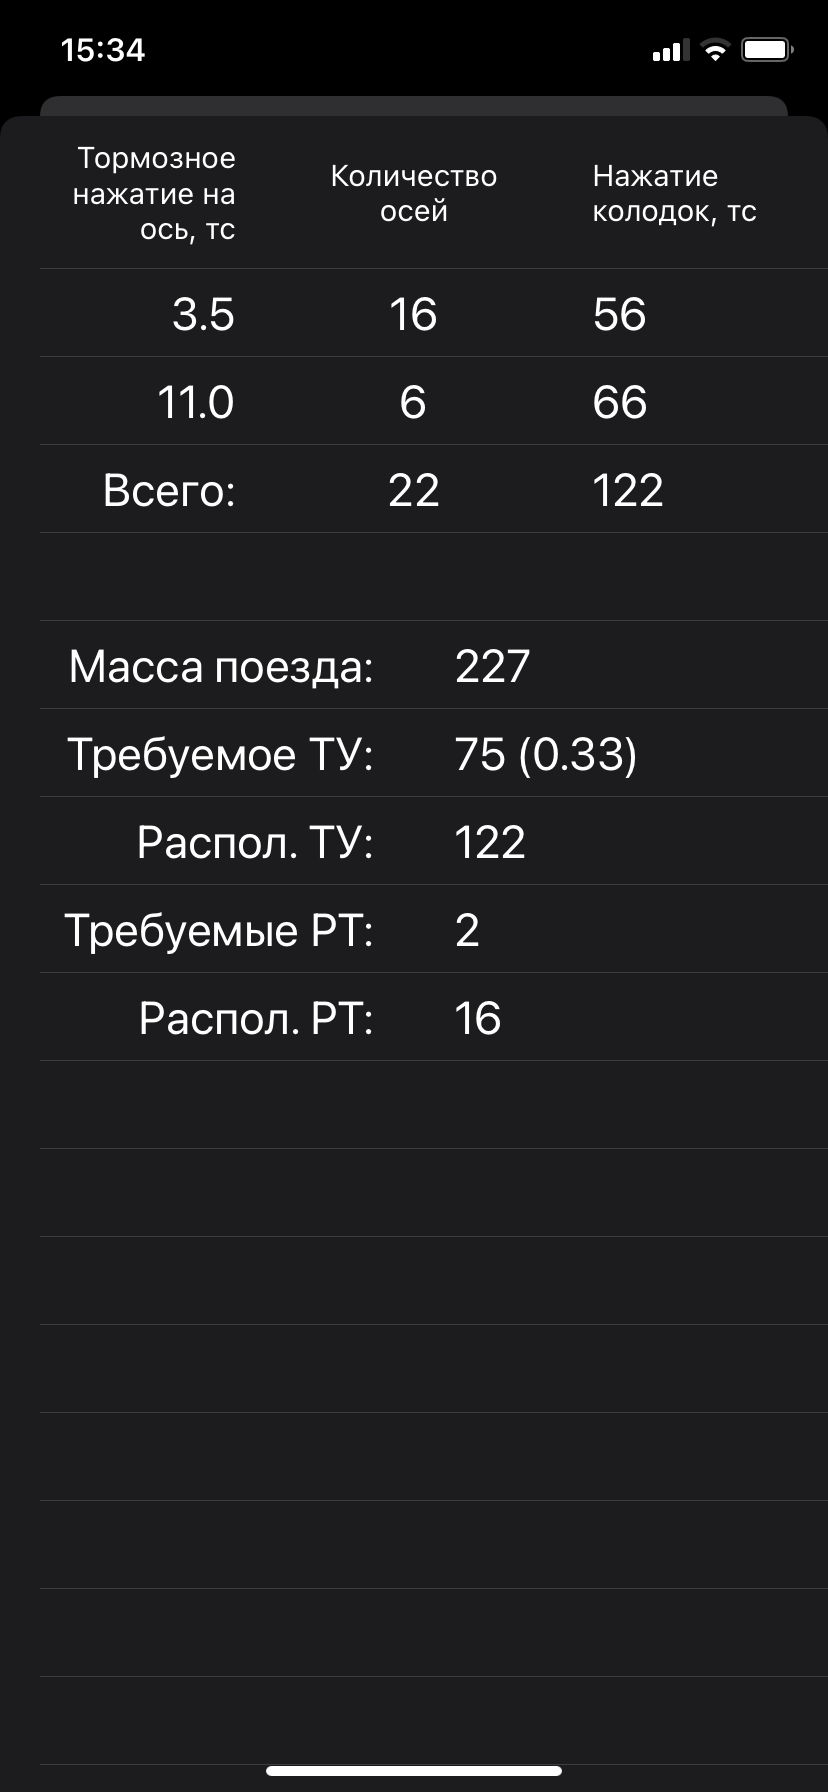 15:34
Тормозное
нажатие на
ось, тс
Количество
осей
Нажатие
колодок, тс
3.5 16 56
11.0 6 66
Всего: 22 122
Масса поезда: 227
Требуемое ТУ: 75 (0.33)
Распол. ТУ: 122
Требуемые РТ: 2
Распол. РТ: 16